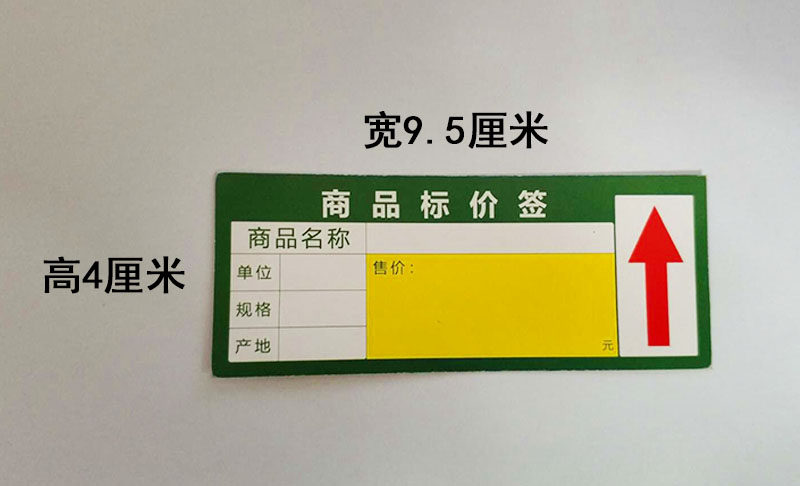 宽9.5厘米
商品标价签
高4厘米
商品名称
单位
售价：
规格
产地
元